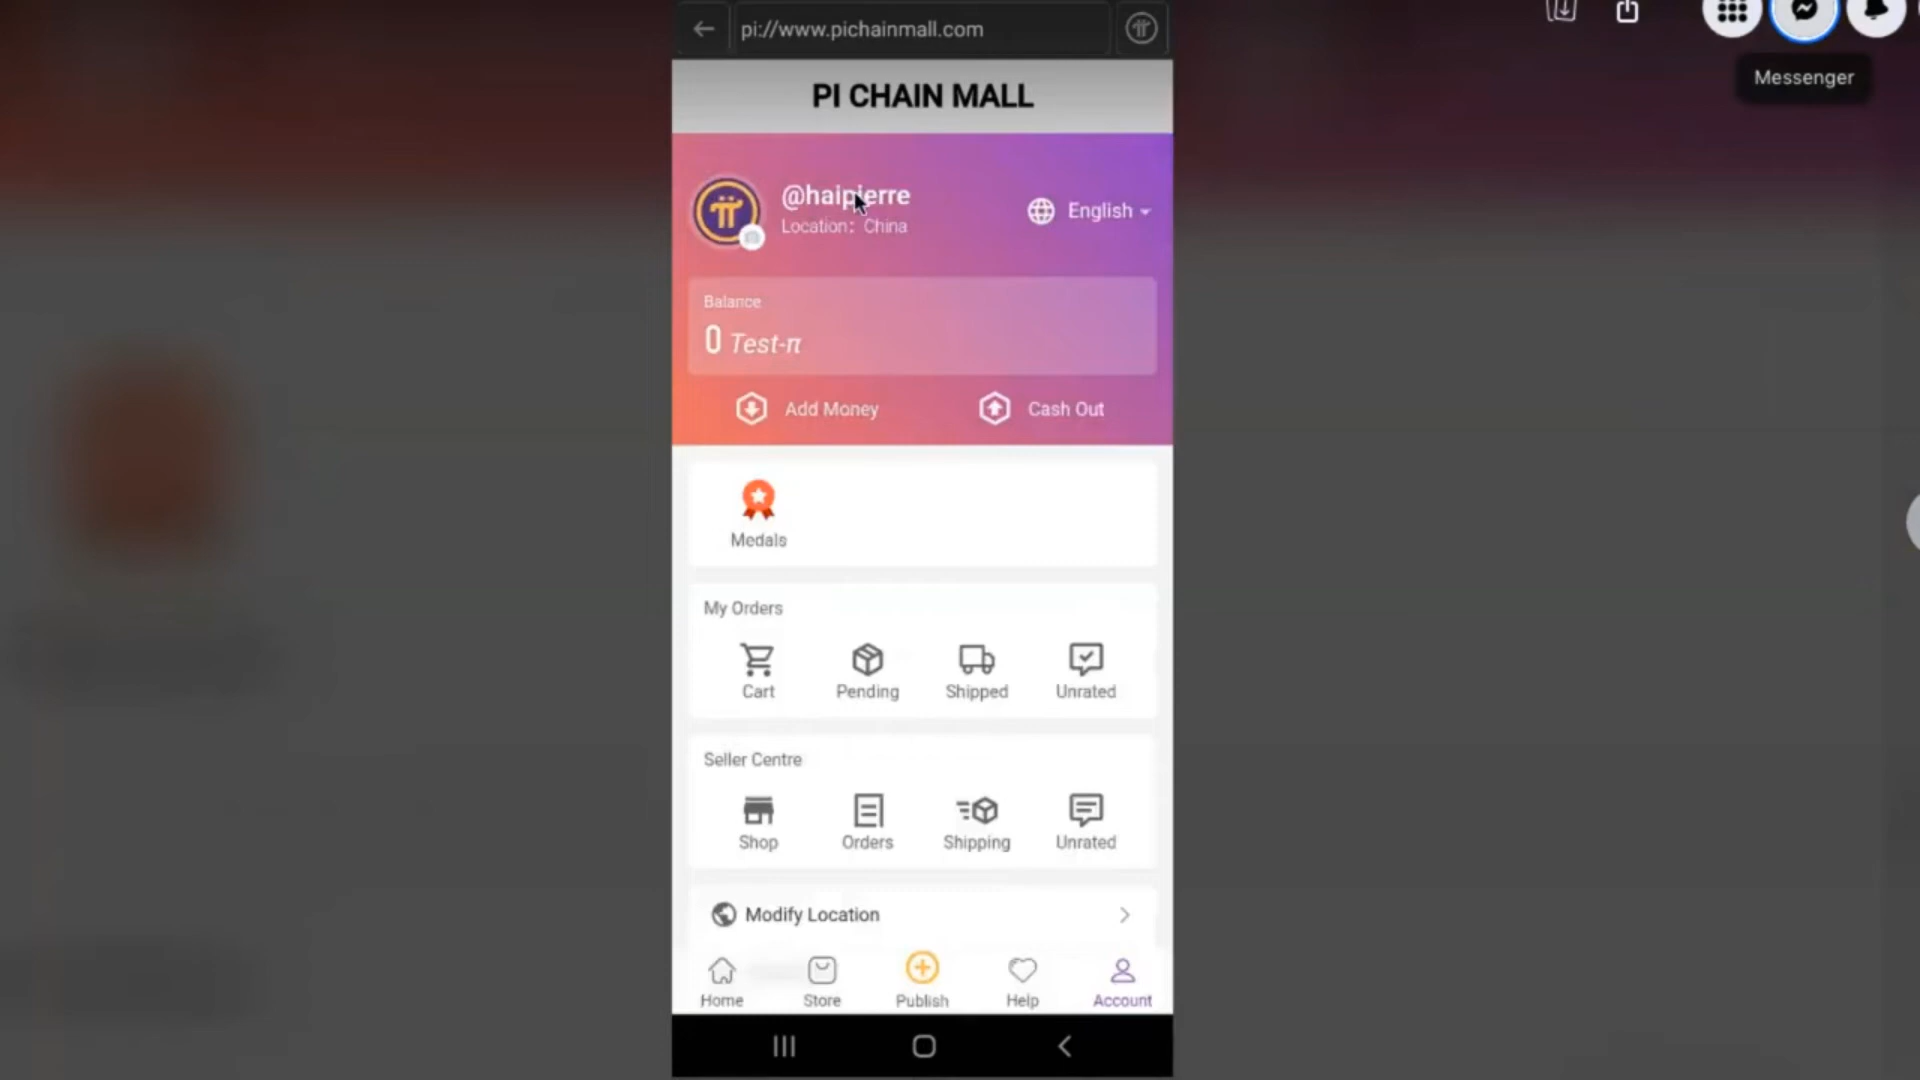 pi://www.pichainmall.com
Messenger
PI CHAIN MALL
@haipierre
Location: China
English
Balance
0 Test-π
Add Money
Cash Out
Medals
My Orders
Cart
Pending
Shipped
Unrated
Seller Centre
Shop
Orders
Shipping
Unrated
Modify Location
Home
Store
Publish
Help
Account